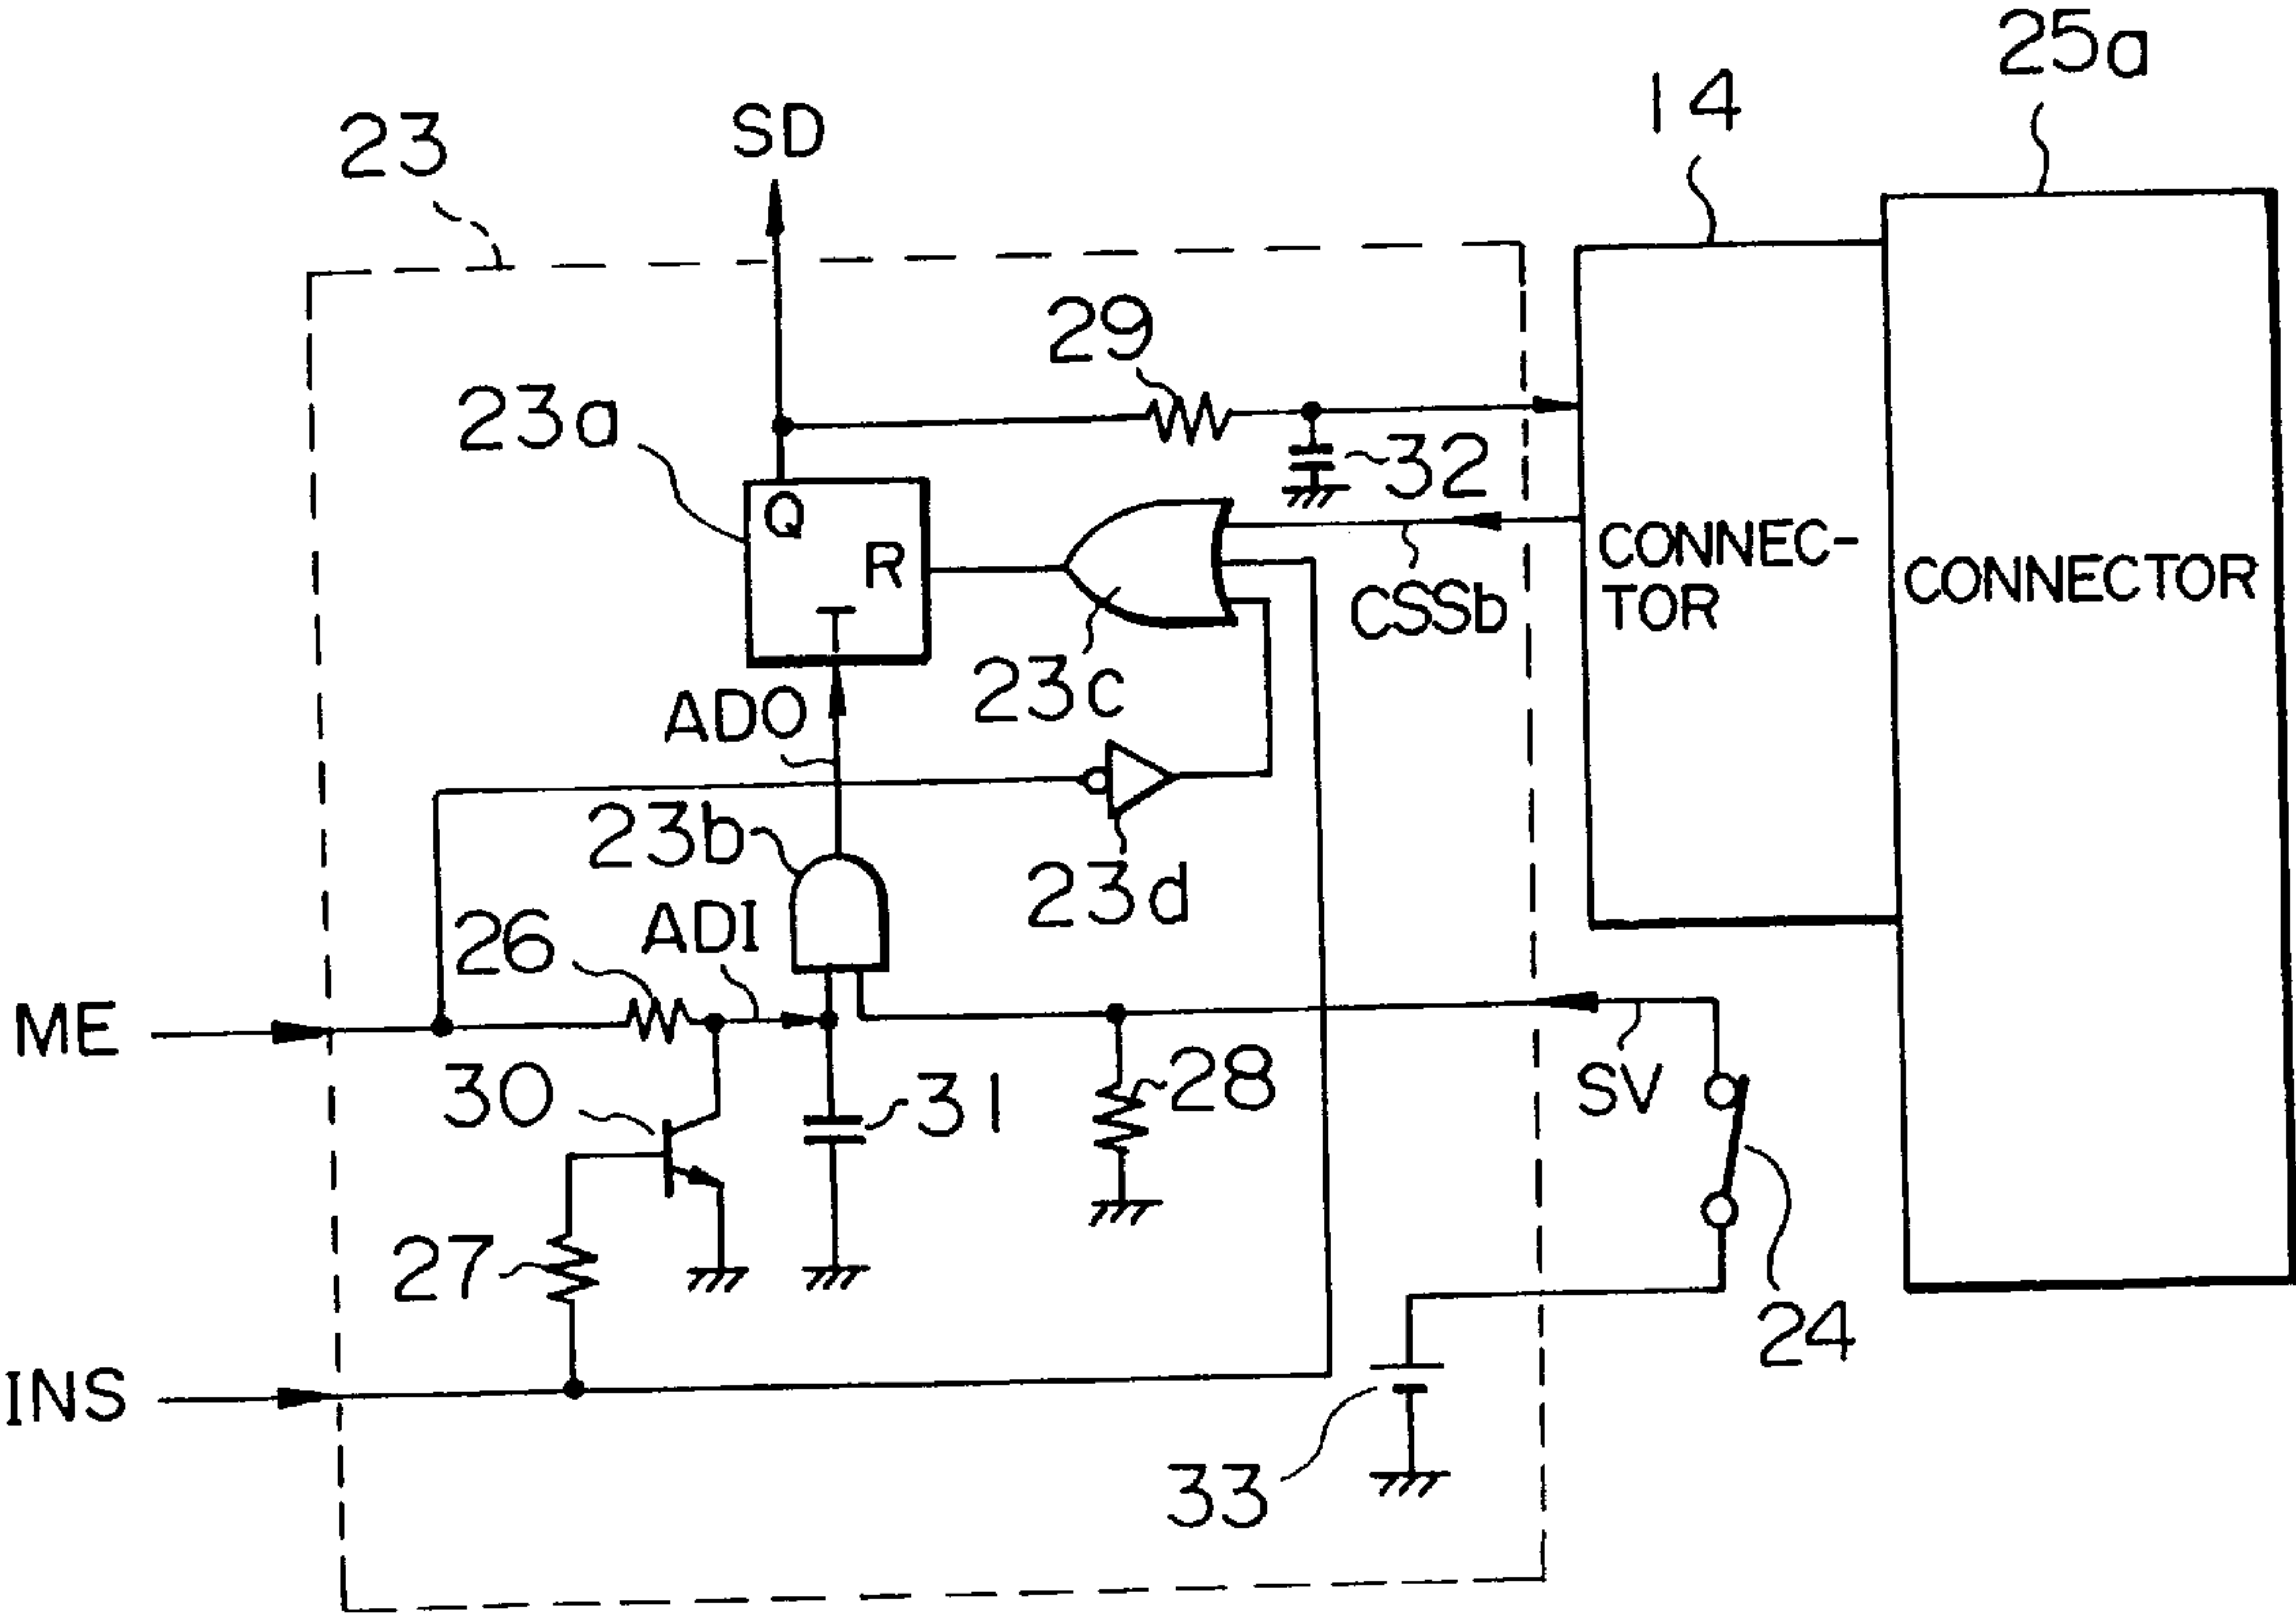 25a
14
SD
23
29
23a
32
Q
R
T
CONNEC-
TOR
CONNECTOR
CSSb
23c
ADO
23b
23d
ADI
26
ME
30
31
28
SV
27
24
INS
33